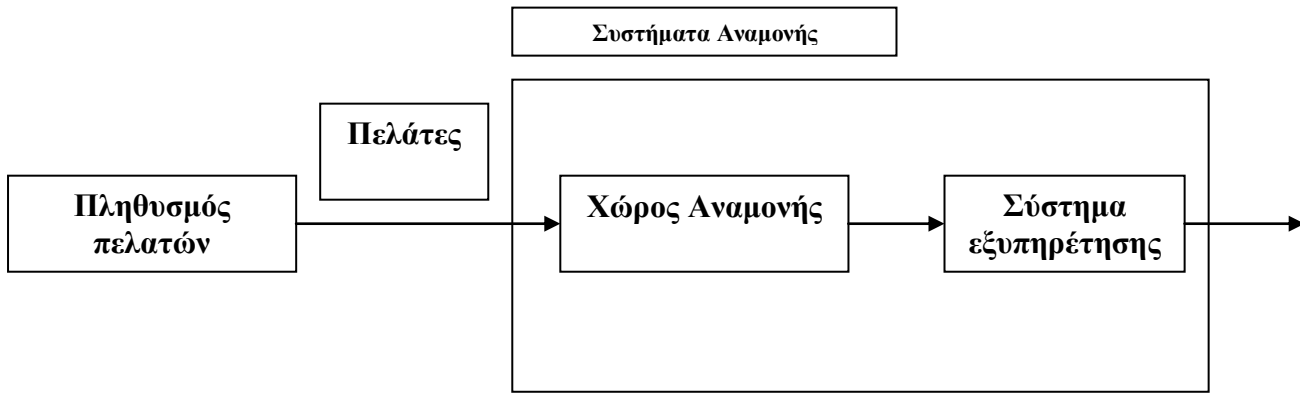 Συστήματα Αναμονής
Πελάτες
Πληθυσμός
πελατών
Χώρος Αναμονής
Σύστημα
εξυπηρέτησης